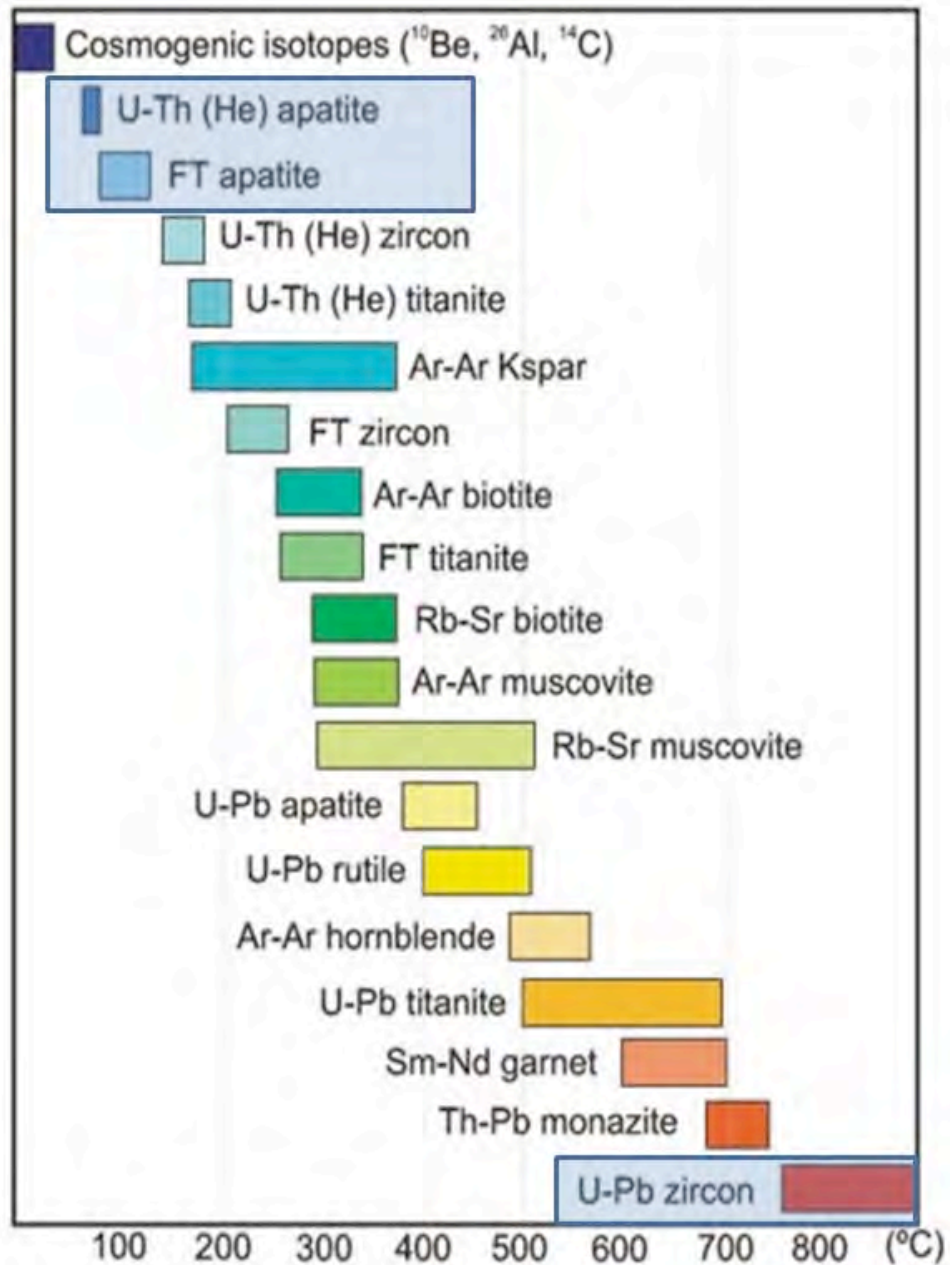 Cosmogenic isotopes (¹⁰Be, ²⁶Al, ¹⁴C)
U-Th (He) apatite
FT apatite
U-Th (He) zircon
U-Th (He) titanite
Ar-Ar Kspar
FT zircon
Ar-Ar biotite
FT titanite
Rb-Sr biotite
Ar-Ar muscovite
Rb-Sr muscovite
U-Pb apatite
U-Pb rutile
Ar-Ar hornblende
U-Pb titanite
Sm-Nd garnet
Th-Pb monazite
U-Pb zircon
100 200 300 400 500 600 700 800 (ºC)